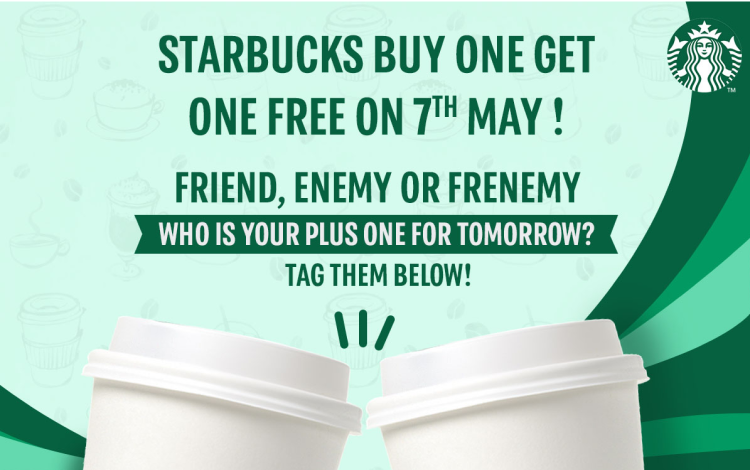 STARBUCKS BUY ONE GET
ONE FREE ON 7TH MAY !
FRIEND, ENEMY OR FRENEMY
WHO IS YOUR PLUS ONE FOR TOMORROW?
TAG THEM BELOW!
TM